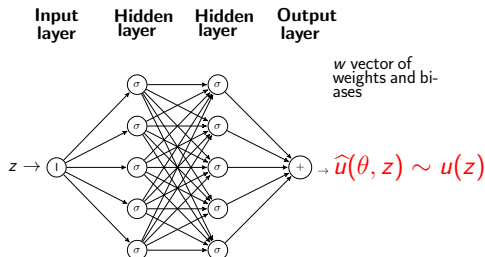 Input layer
Hidden layer
Hidden layer
Output layer
w vector of
weights and bi-
ases
σ σ
σ σ
z → I σ σ + → û(θ, z) ∼ u(z)
σ σ
σ σ